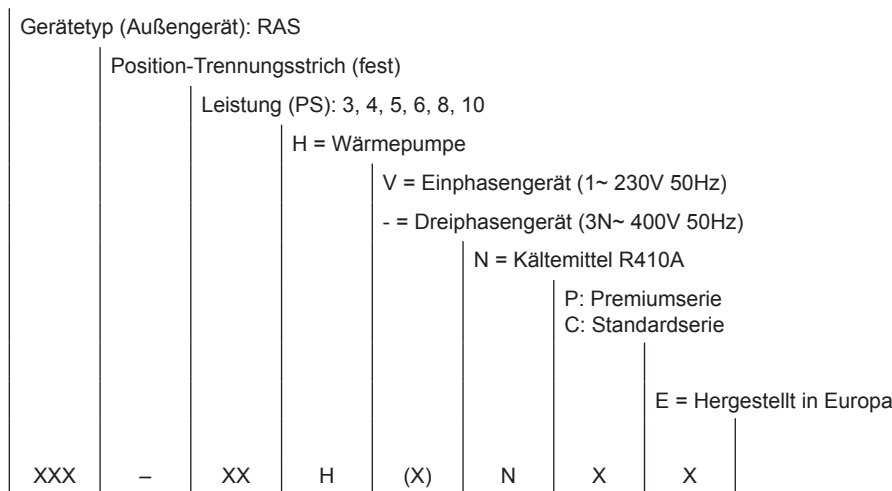 Gerätetyp (Außengerät): RAS
Position-Trennungsstrich (fest)
Leistung (PS): 3, 4, 5, 6, 8, 10
H = Wärmepumpe
V = Einphasengerät (1~ 230V 50Hz)
- = Dreiphasengerät (3N~ 400V 50Hz)
N = Kältemittel R410A
P: Premiumserie
C: Standardserie
E = Hergestellt in Europa
XXX – XX H (X) N X X